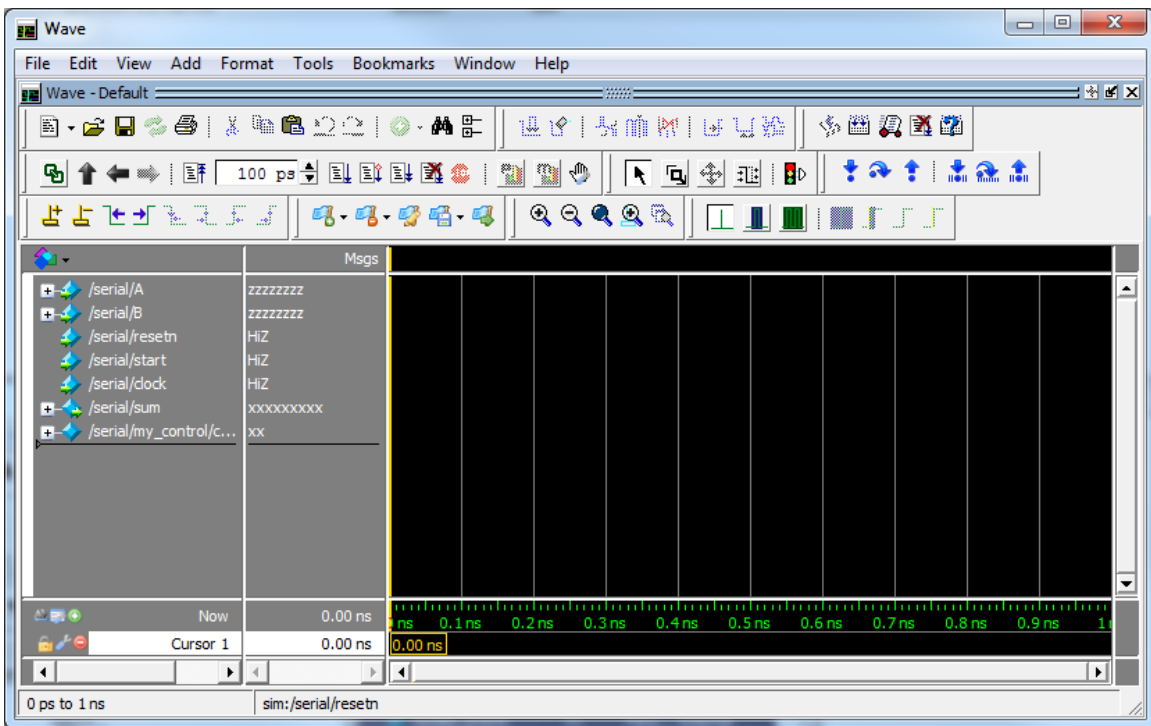 Wave
File Edit View Add Format Tools Bookmarks Window Help
Wave - Default
100 ps
Msgs
/serial/A zzzzzzzz
/serial/B zzzzzzzz
/serial/resetn HiZ
/serial/start HiZ
/serial/clock HiZ
/serial/sum xxxxxxxxx
/serial/my_control/c... xx
Now 0.00 ns
ns 0.1 ns 0.2 ns 0.3 ns 0.4 ns 0.5 ns 0.6 ns 0.7 ns 0.8 ns 0.9 ns 1
Cursor 1 0.00 ns 0.00 ns
0 ps to 1 ns sim:/serial/resetn